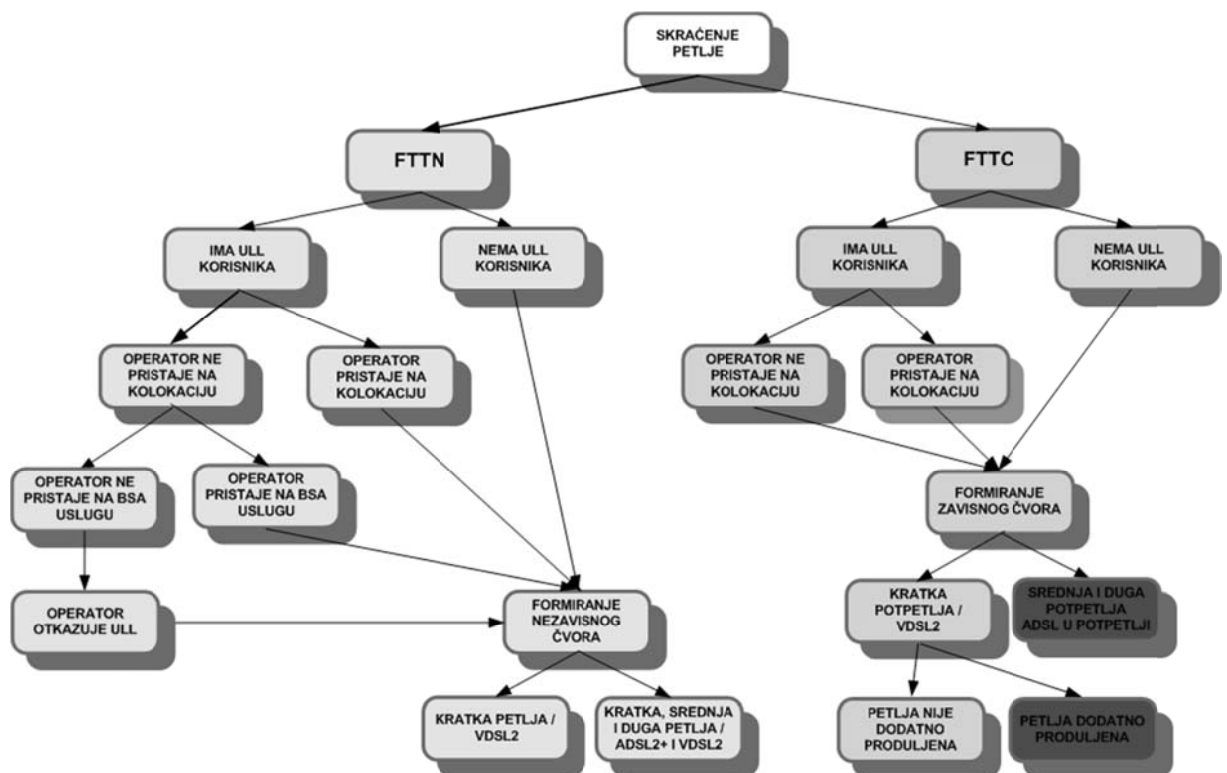 SKRAĆENJE
PETLJE
FTTN
FTTC
IMA ULL
KORISNIKA
NEMA ULL
KORISNIKA
IMA ULL
KORISNIKA
NEMA ULL
KORISNIKA
OPERATOR NE
PRISTAJE NA
KOLOKACIJU
OPERATOR
PRISTAJE NA
KOLOKACIJU
OPERATOR NE
PRISTAJE NA
KOLOKACIJU
OPERATOR
PRISTAJE NA
KOLOKACIJU
OPERATOR NE
PRISTAJE NA BSA
USLUGU
OPERATOR
PRISTAJE NA BSA
USLUGU
FORMIRANJE
ZAVISNOG ČVORA
OPERATOR
OTKAZUJE ULL
FORMIRANJE
NEZAVISNOG
ČVORA
KRATKA
POTPETLJA /
VDSL2
SREDNJA I DUGA
POTPETLJA
ADSL U POTPETLJI
KRATKA PETLJA /
VDSL2
KRATKA, SREDNJA
I DUGA PETLJA /
ADSL2+ I VDSL2
PETLJA NIJE
DODATNO
PRODULJENA
PETLJA DODATNO
PRODULJENA